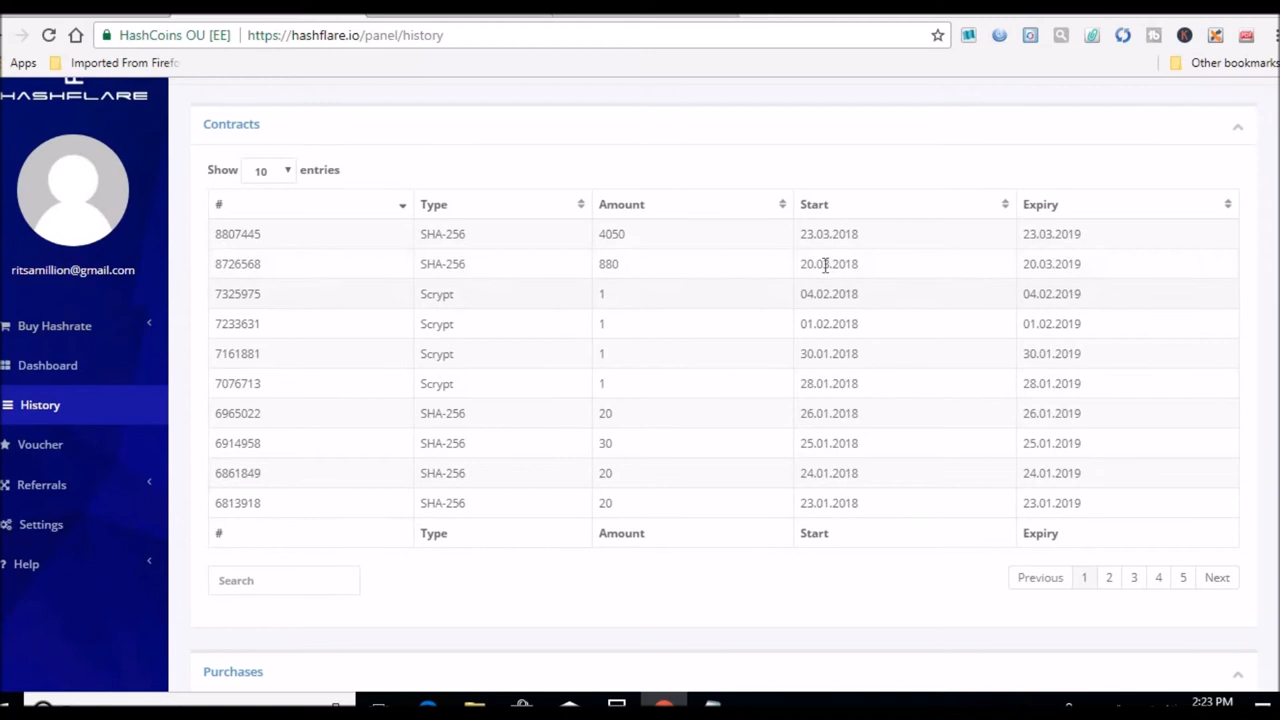 HashCoins OU [EE] https://hashflare.io/panel/history
Apps Imported From Firefo Other bookmarks
HASHFLARE
ritsamillion@gmail.com
Buy Hashrate
Dashboard
History
Voucher
Referrals
Settings
? Help
Contracts
Show 10 entries
# Type Amount Start Expiry
8807445 SHA-256 4050 23.03.2018 23.03.2019
8726568 SHA-256 880 20.03.2018 20.03.2019
7325975 Scrypt 1 04.02.2018 04.02.2019
7233631 Scrypt 1 01.02.2018 01.02.2019
7161881 Scrypt 1 30.01.2018 30.01.2019
7076713 Scrypt 1 28.01.2018 28.01.2019
6965022 SHA-256 20 26.01.2018 26.01.2019
6914958 SHA-256 30 25.01.2018 25.01.2019
6861849 SHA-256 20 24.01.2018 24.01.2019
6813918 SHA-256 20 23.01.2018 23.01.2019
# Type Amount Start Expiry
Search
Previous 1 2 3 4 5 Next
Purchases
2:23 PM